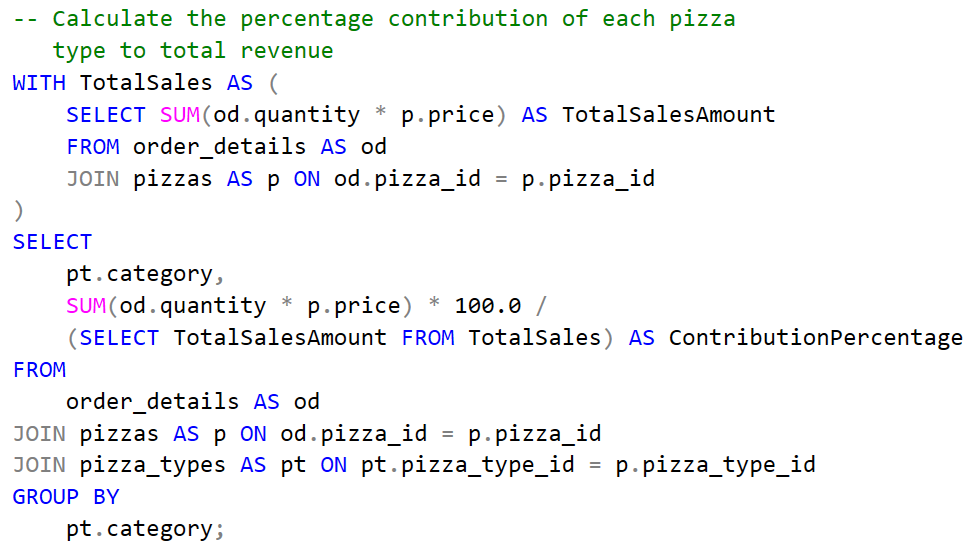 -- Calculate the percentage contribution of each pizza
type to total revenue
WITH TotalSales AS (
    SELECT SUM(od.quantity * p.price) AS TotalSalesAmount
    FROM order_details AS od
    JOIN pizzas AS p ON od.pizza_id = p.pizza_id
)
SELECT
    pt.category,
    SUM(od.quantity * p.price) * 100.0 /
    (SELECT TotalSalesAmount FROM TotalSales) AS ContributionPercentage
FROM
    order_details AS od
JOIN pizzas AS p ON od.pizza_id = p.pizza_id
JOIN pizza_types AS pt ON pt.pizza_type_id = p.pizza_type_id
GROUP BY
    pt.category;